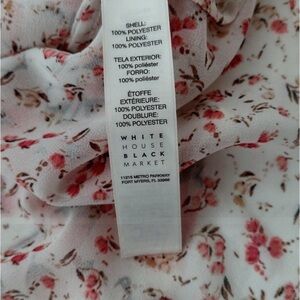 SHELL:
100% POLYESTER
LINING:
100% POLYESTER
TELA EXTERIOR:
100% poliéster
FORRO:
100% poliéster
ÉTOFFE
EXTÉRIEURE:
100% POLYESTER
DOUBLURE:
100% POLYESTER
WHITE
HOUSE
BLACK
MARKET
11215 METRO PARKWAY
FORT MYERS, FL 33966